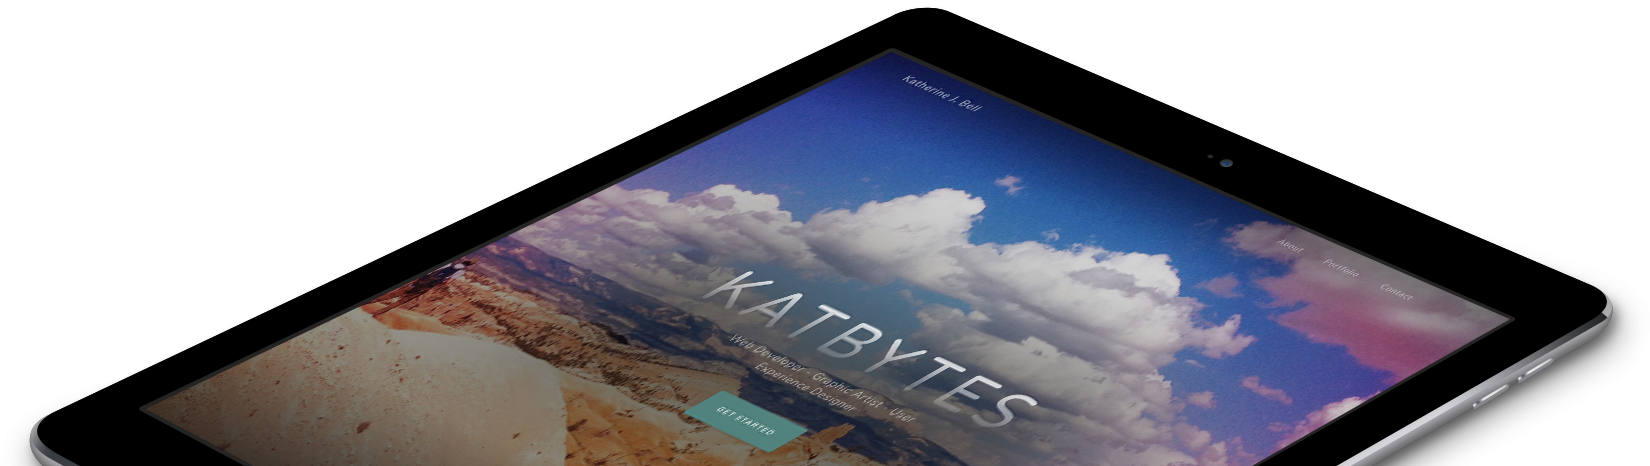 Katherine J. Bell
About
Portfolio
Contact
KATBYTES
Web Developer - Graphic Artist - User
Experience Designer
GET STARTED